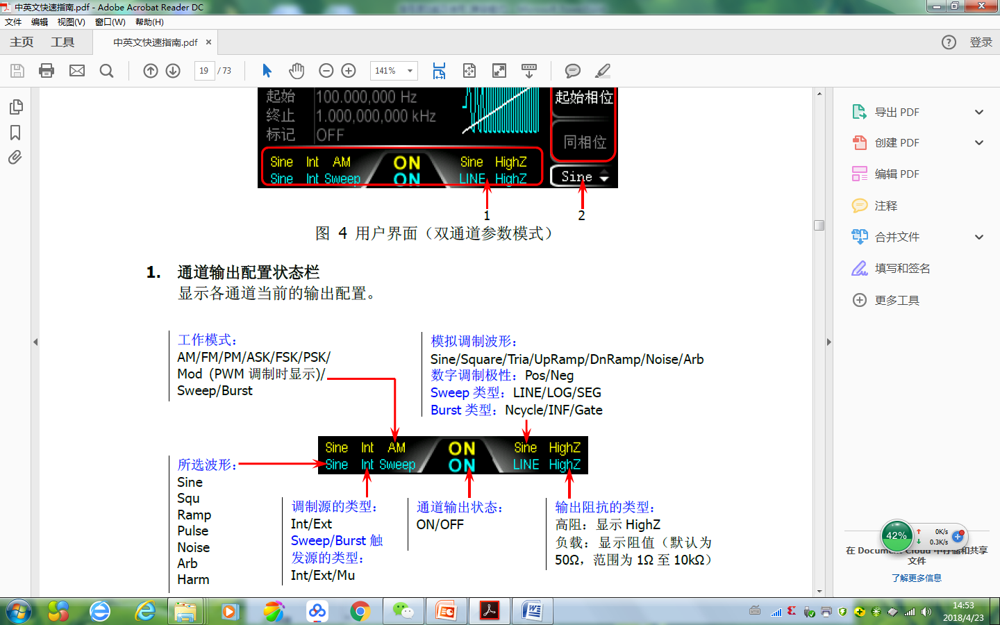 中英文快速指南.pdf - Adobe Acrobat Reader DC
文件 编辑 视图(V) 窗口(W) 帮助(H)
主页 工具 中英文快速指南.pdf × 登录
19 / 73 141%
起始 100.000,000 Hz
终止 1.000,000,000 kHz
标记 OFF
起始相位
同相位
Sine Int AM ON Sine HighZ
Sine Int Sweep ON LINE HighZ
Sine
1 2
图 4 用户界面（双通道参数模式）
1. 通道输出配置状态栏
显示各通道当前的输出配置。
工作模式：
AM/FM/PM/ASK/FSK/PSK/
Mod (PWM 调制时显示)/
Sweep/Burst
模拟调制波形：
Sine/Square/Tria/UpRamp/DnRamp/Noise/Arb
数字调制极性：Pos/Neg
Sweep 类型：LINE/LOG/SEG
Burst 类型：Ncycle/INF/Gate
Sine Int AM ON Sine HighZ
Sine Int Sweep ON LINE HighZ
所选波形：
Sine
Squ
Ramp
Pulse
Noise
Arb
Harm
调制源的类型：
Int/Ext
Sweep/Burst 触
发源的类型：
Int/Ext/Mu
通道输出状态：
ON/OFF
输出阻抗的类型：
高阻：显示 HighZ
负载：显示阻值（默认为
50Ω，范围为 1Ω 至 10kΩ）
导出 PDF
创建 PDF
编辑 PDF
注释
合并文件
填写和签名
更多工具
42% 0K/s
0.3K/s
在 Document Cloud 中存储和共享
文件
了解更多信息
14:53
2018/4/23